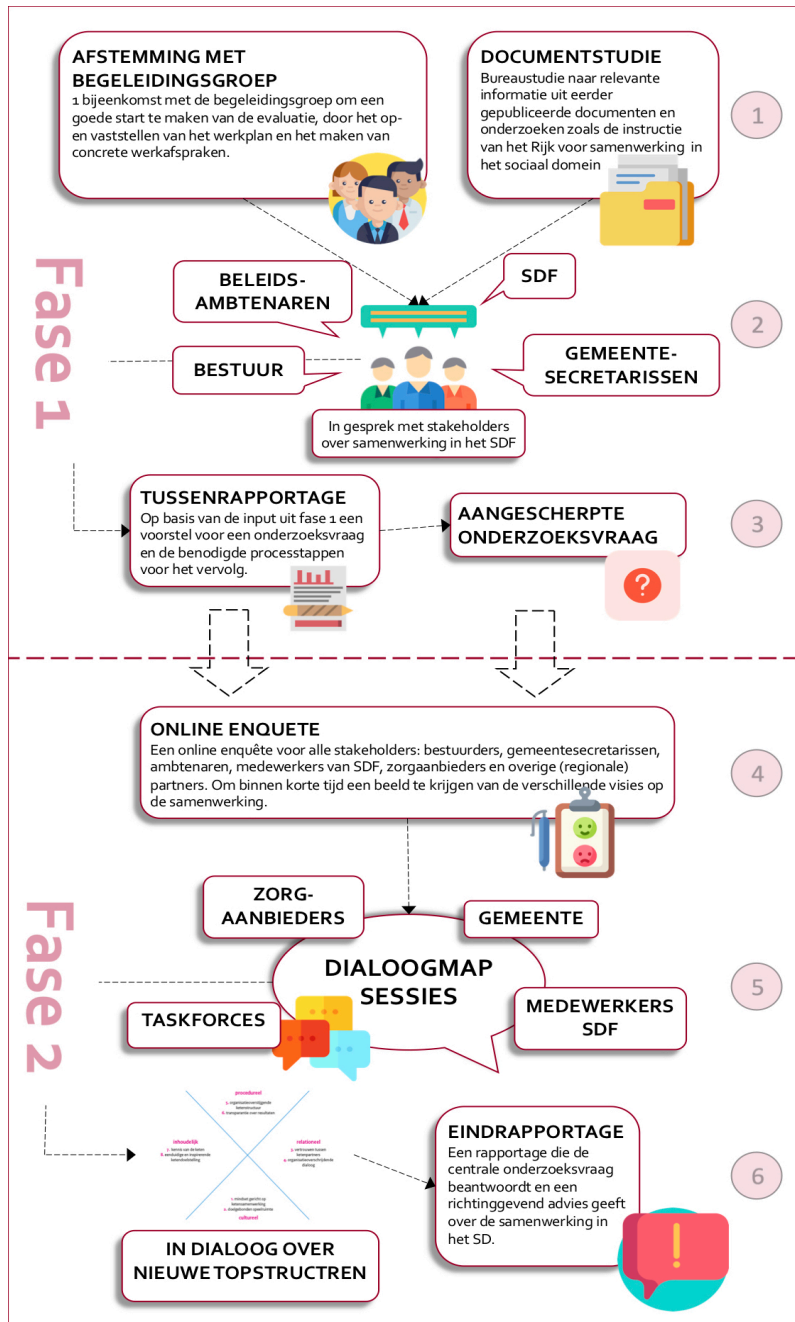 AFSTEMMING MET
BEGELEIDINGSGROEP
1 bijeenkomst met de begeleidingsgroep om een
goede start te maken van de evaluatie, door het op-
en vaststellen van het werkplan en het maken van
concrete werkafspraken.
DOCUMENTSTUDIE
Bureaustudie naar relevante
informatie uit eerder
gepubliceerde documenten en
onderzoeken zoals de instructie
van het Rijk voor samenwerking in
het sociaal domein
1
Fase 1
BELEIDS-
AMBTENAREN
SDF
2
BESTUUR
GEMEENTE-
SECRETARISSEN
In gesprek met stakeholders
over samenwerking in het SDF
TUSSENRAPPORTAGE
Op basis van de input uit fase 1 een
voorstel voor een onderzoeksvraag
en de benodigde processtappen
voor het vervolg.
AANGESCHERPTE
ONDERZOEKSVRAAG
?
3
ONLINE ENQUETE
Een online enquête voor alle stakeholders: bestuurders, gemeentesecretarissen,
ambtenaren, medewerkers van SDF, zorgaanbieders en overige (regionale)
partners. Om binnen korte tijd een beeld te krijgen van de verschillende visies op
de samenwerking.
4
Fase 2
ZORG-
AANBIEDERS
GEMEENTE
DIALOOGMAP
SESSIES
5
TASKFORCES
MEDEWERKERS
SDF
procedureel
inhoudelijk
relationeel
cultureel
IN DIALOOG OVER
NIEUWE TOPSTRUCTREN
EINDRAPPORTAGE
Een rapportage die de
centrale onderzoeksvraag
beantwoordt en een
richtinggevend advies geeft
over de samenwerking in
het SD.
!
6